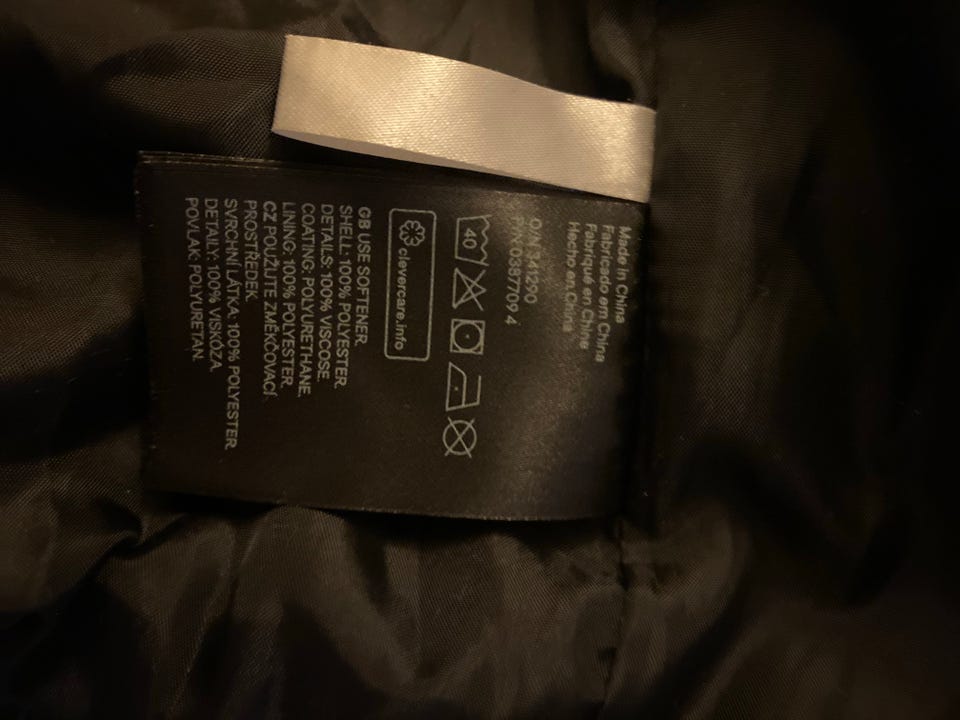 Made in China
Fabricado em China
Fabriqué en Chine
Hecho en China
O/N 341290
P/N 0687709 4
40
clevercare.info
GB USE SOFTENER.
SHELL: 100% POLYESTER.
DETAILS: 100% VISCOSE.
COATING: POLYURETHANE.
LINING: 100% POLYESTER.
CZ POUŽIJTE ZMĚKČOVACÍ
PROSTŘEDEK.
SVRCHNÍ LÁTKA: 100% POLYESTER.
DETAILY: 100% VISKÓZA.
POVLAK: POLYURETAN.